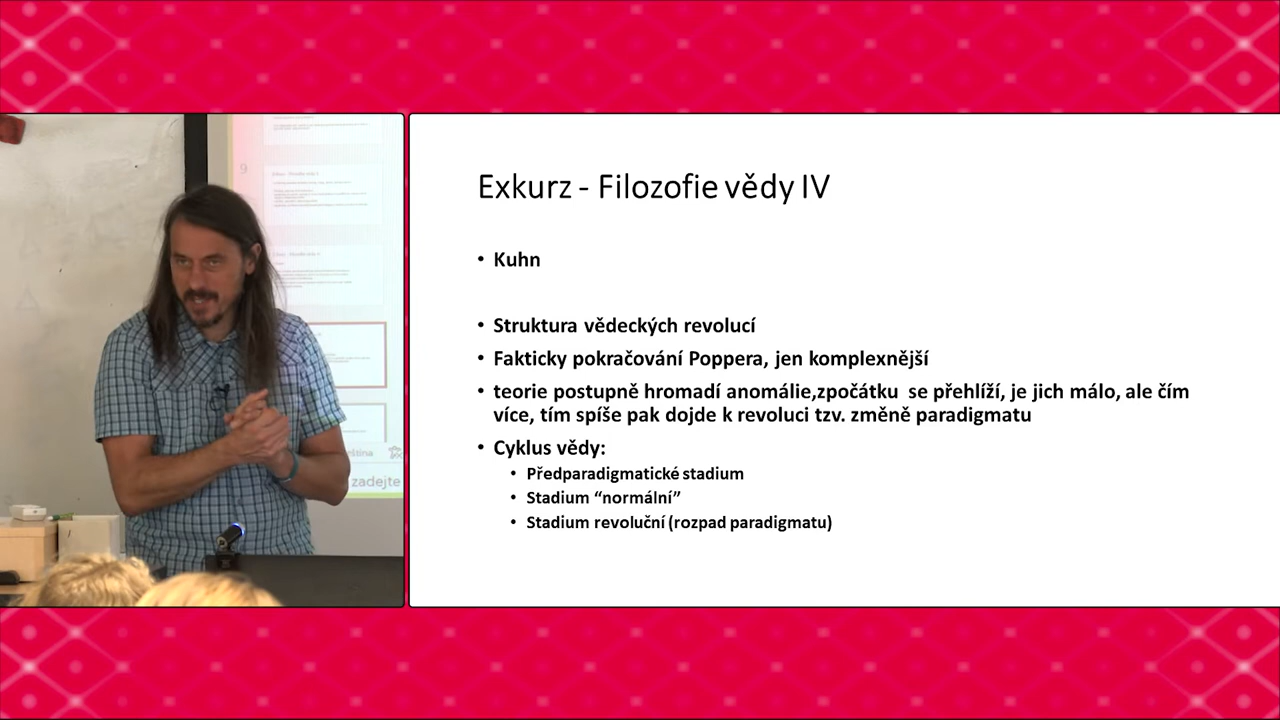 9
zadejte
Exkurz - Filozofie vědy IV
• Kuhn
• Struktura vědeckých revolucí
• Fakticky pokračování Poppera, jen komplexnější
• teorie postupně hromadí anomálie,zpočátku se přehlíží, je jich málo, ale čím
více, tím spíše pak dojde k revoluci tzv. změně paradigmatu
• Cyklus vědy:
• Předparadigmatické stadium
• Stadium “normální”
• Stadium revoluční (rozpad paradigmatu)